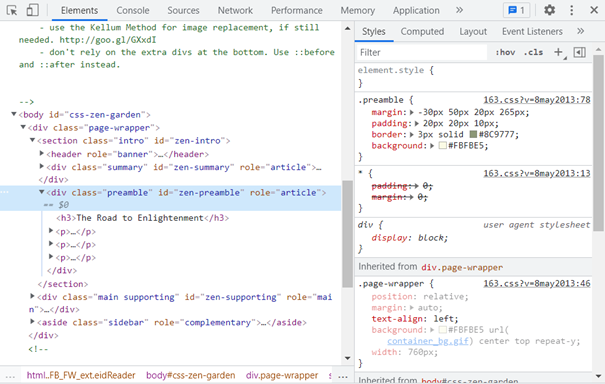 Elements
Console
Sources
Network
Performance
Memory
Application
»
1
- use the Kellum Method for image replacement, if still
needed. http://goo.gl/GXxdI
- don't rely on the extra divs at the bottom. Use ::before
and ::after instead.
-->
<body id="css-zen-garden">
<div class="page-wrapper">
<section class="intro" id="zen-intro">
<header role="banner">…</header>
<div class="summary" id="zen-summary" role="article">…
</div>
<div class="preamble" id="zen-preamble" role="article">
== $0
<h3>The Road to Enlightenment</h3>
<p>…</p>
<p>…</p>
<p>…</p>
</div>
</section>
<div class="main supporting" id="zen-supporting" role="mai
n">…</div>
<aside class="sidebar" role="complementary">…</aside>
</div>
<!--
html..FB_FW_ext.eidReader
body#css-zen-garden
div.page-wrapper
Styles
Computed
Layout
Event Listeners
»
Filter
:hov
.cls
element.style {
}
.preamble {
163.css?v=8may2013:78
margin: -30px 50px 20px 265px;
padding: 20px 20px 10px;
border: 3px solid #8C9777;
background: #FBFBE5;
}
* {
163.css?v=8may2013:13
padding: 0;
margin: 0;
}
div {
user agent stylesheet
display: block;
}
Inherited from div.page-wrapper
.page-wrapper {
163.css?v=8may2013:46
position: relative;
margin: auto;
text-align: left;
background: #FBFBE5 url(
container_bg.gif) center top repeat-y;
width: 760px;
}